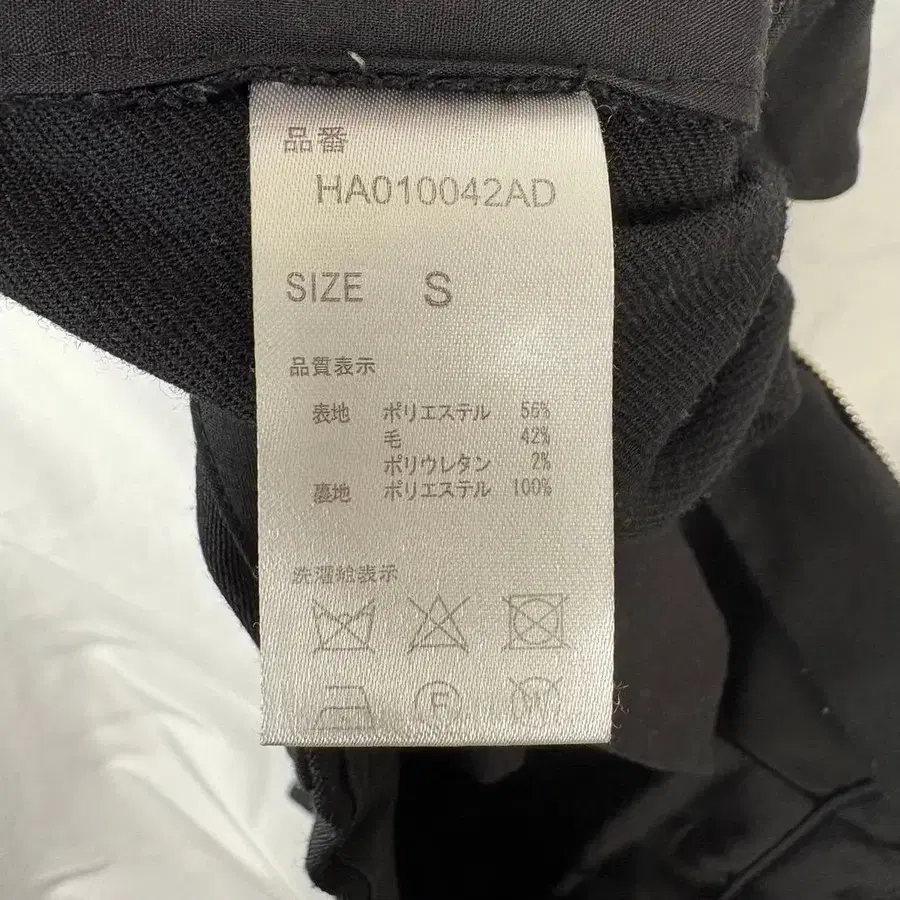 品番
HA010042AD
SIZE S
品質表示
表地 ポリエステル 56%
毛 42%
ポリウレタン 2%
裏地 ポリエステル 100%
洗濯絵表示
F
W